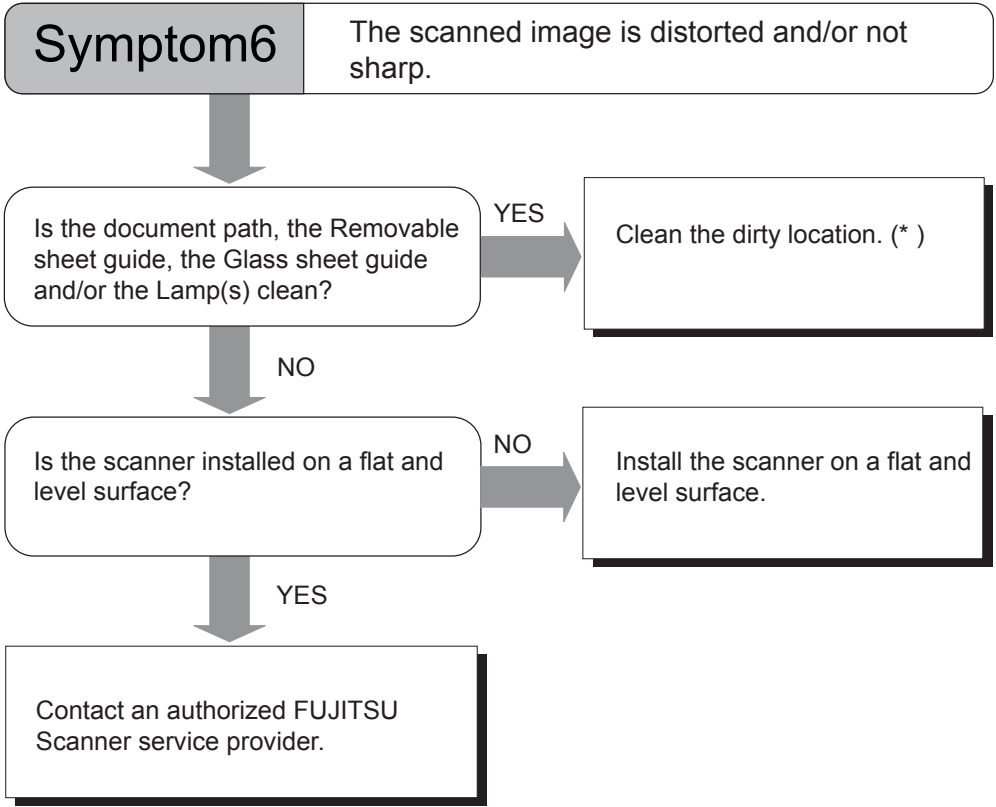 Symptom6
The scanned image is distorted and/or not
sharp.
Is the document path, the Removable
sheet guide, the Glass sheet guide
and/or the Lamp(s) clean?
YES
Clean the dirty location. (* )
NO
Is the scanner installed on a flat and
level surface?
NO
Install the scanner on a flat and
level surface.
YES
Contact an authorized FUJITSU
Scanner service provider.